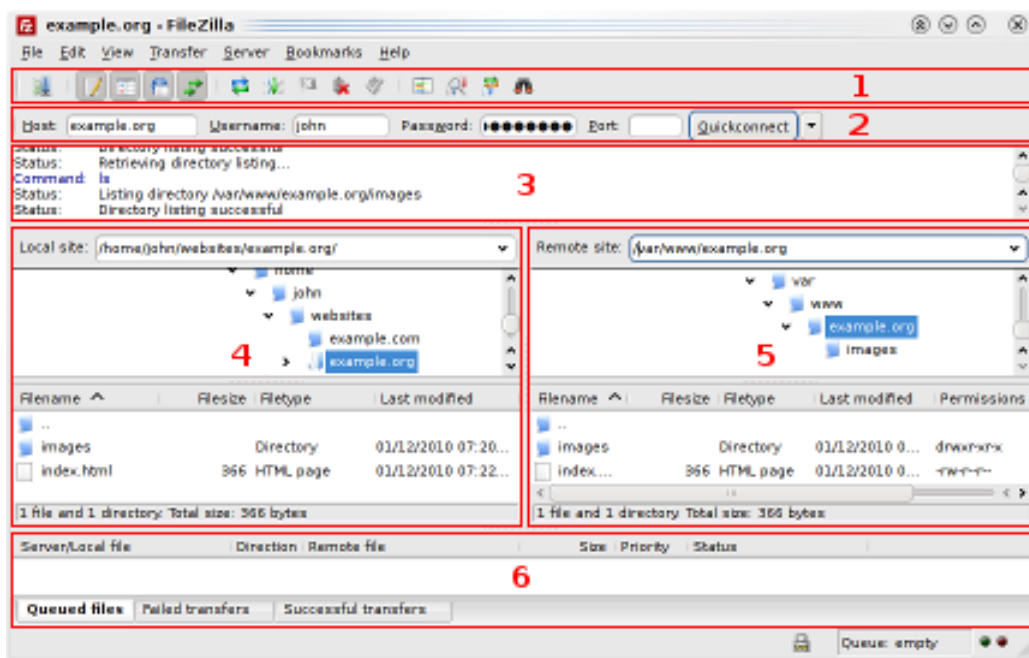 example.org - FileZilla
File Edit View Transfer Server Bookmarks Help
1
Host: example.org Username: john Password: ●●●●●●●●● Port: Quickconnect 2
Status: Directory listing successful
Status: Retrieving directory listing...
Command: ls
Status: Listing directory /var/www/example.org/images
Status: Directory listing successful
3
Local site: /home/john/websites/example.org/
home
john
websites
example.com
example.org
4
Filename Filesize Filetype Last modified
..
images Directory 01/12/2010 07:20...
index.html 366 HTML page 01/12/2010 07:22...
1 file and 1 directory. Total size: 366 bytes
Remote site: /var/www/example.org
var
www
example.org
images
5
Filename Filesize Filetype Last modified Permissions
..
images Directory 01/12/2010 0... drwxr-xr-x
index.... 366 HTML page 01/12/2010 0... -rw-r--r--
1 file and 1 directory. Total size: 366 bytes
Server/Local file Direction Remote file Size Priority Status
6
Queued files Failed transfers Successful transfers
Queue: empty